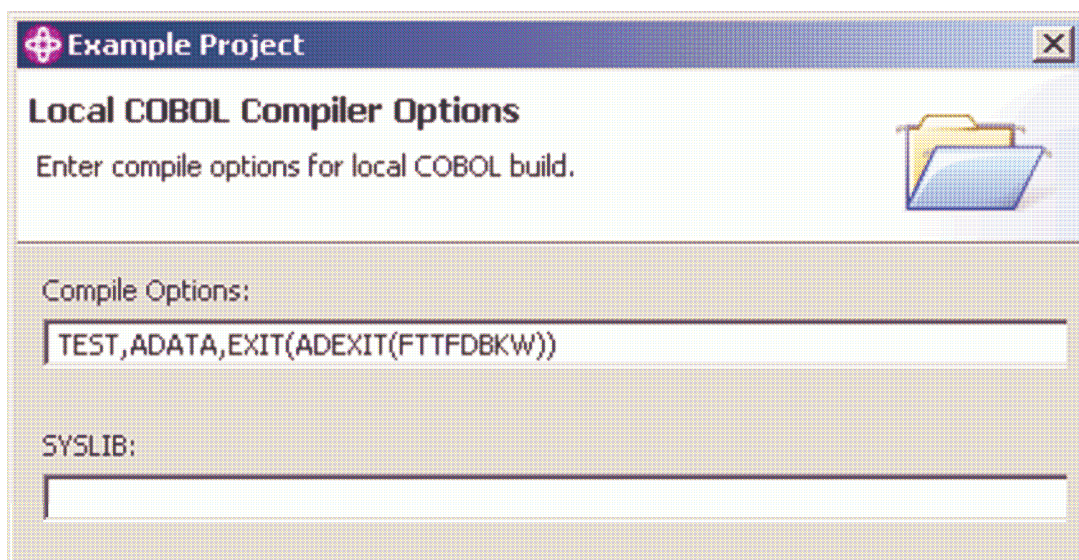 Example Project
Local COBOL Compiler Options
Enter compile options for local COBOL build.
Compile Options:
TEST,ADATA,EXIT(ADEXIT(FTTFDBKW))
SYSLIB: